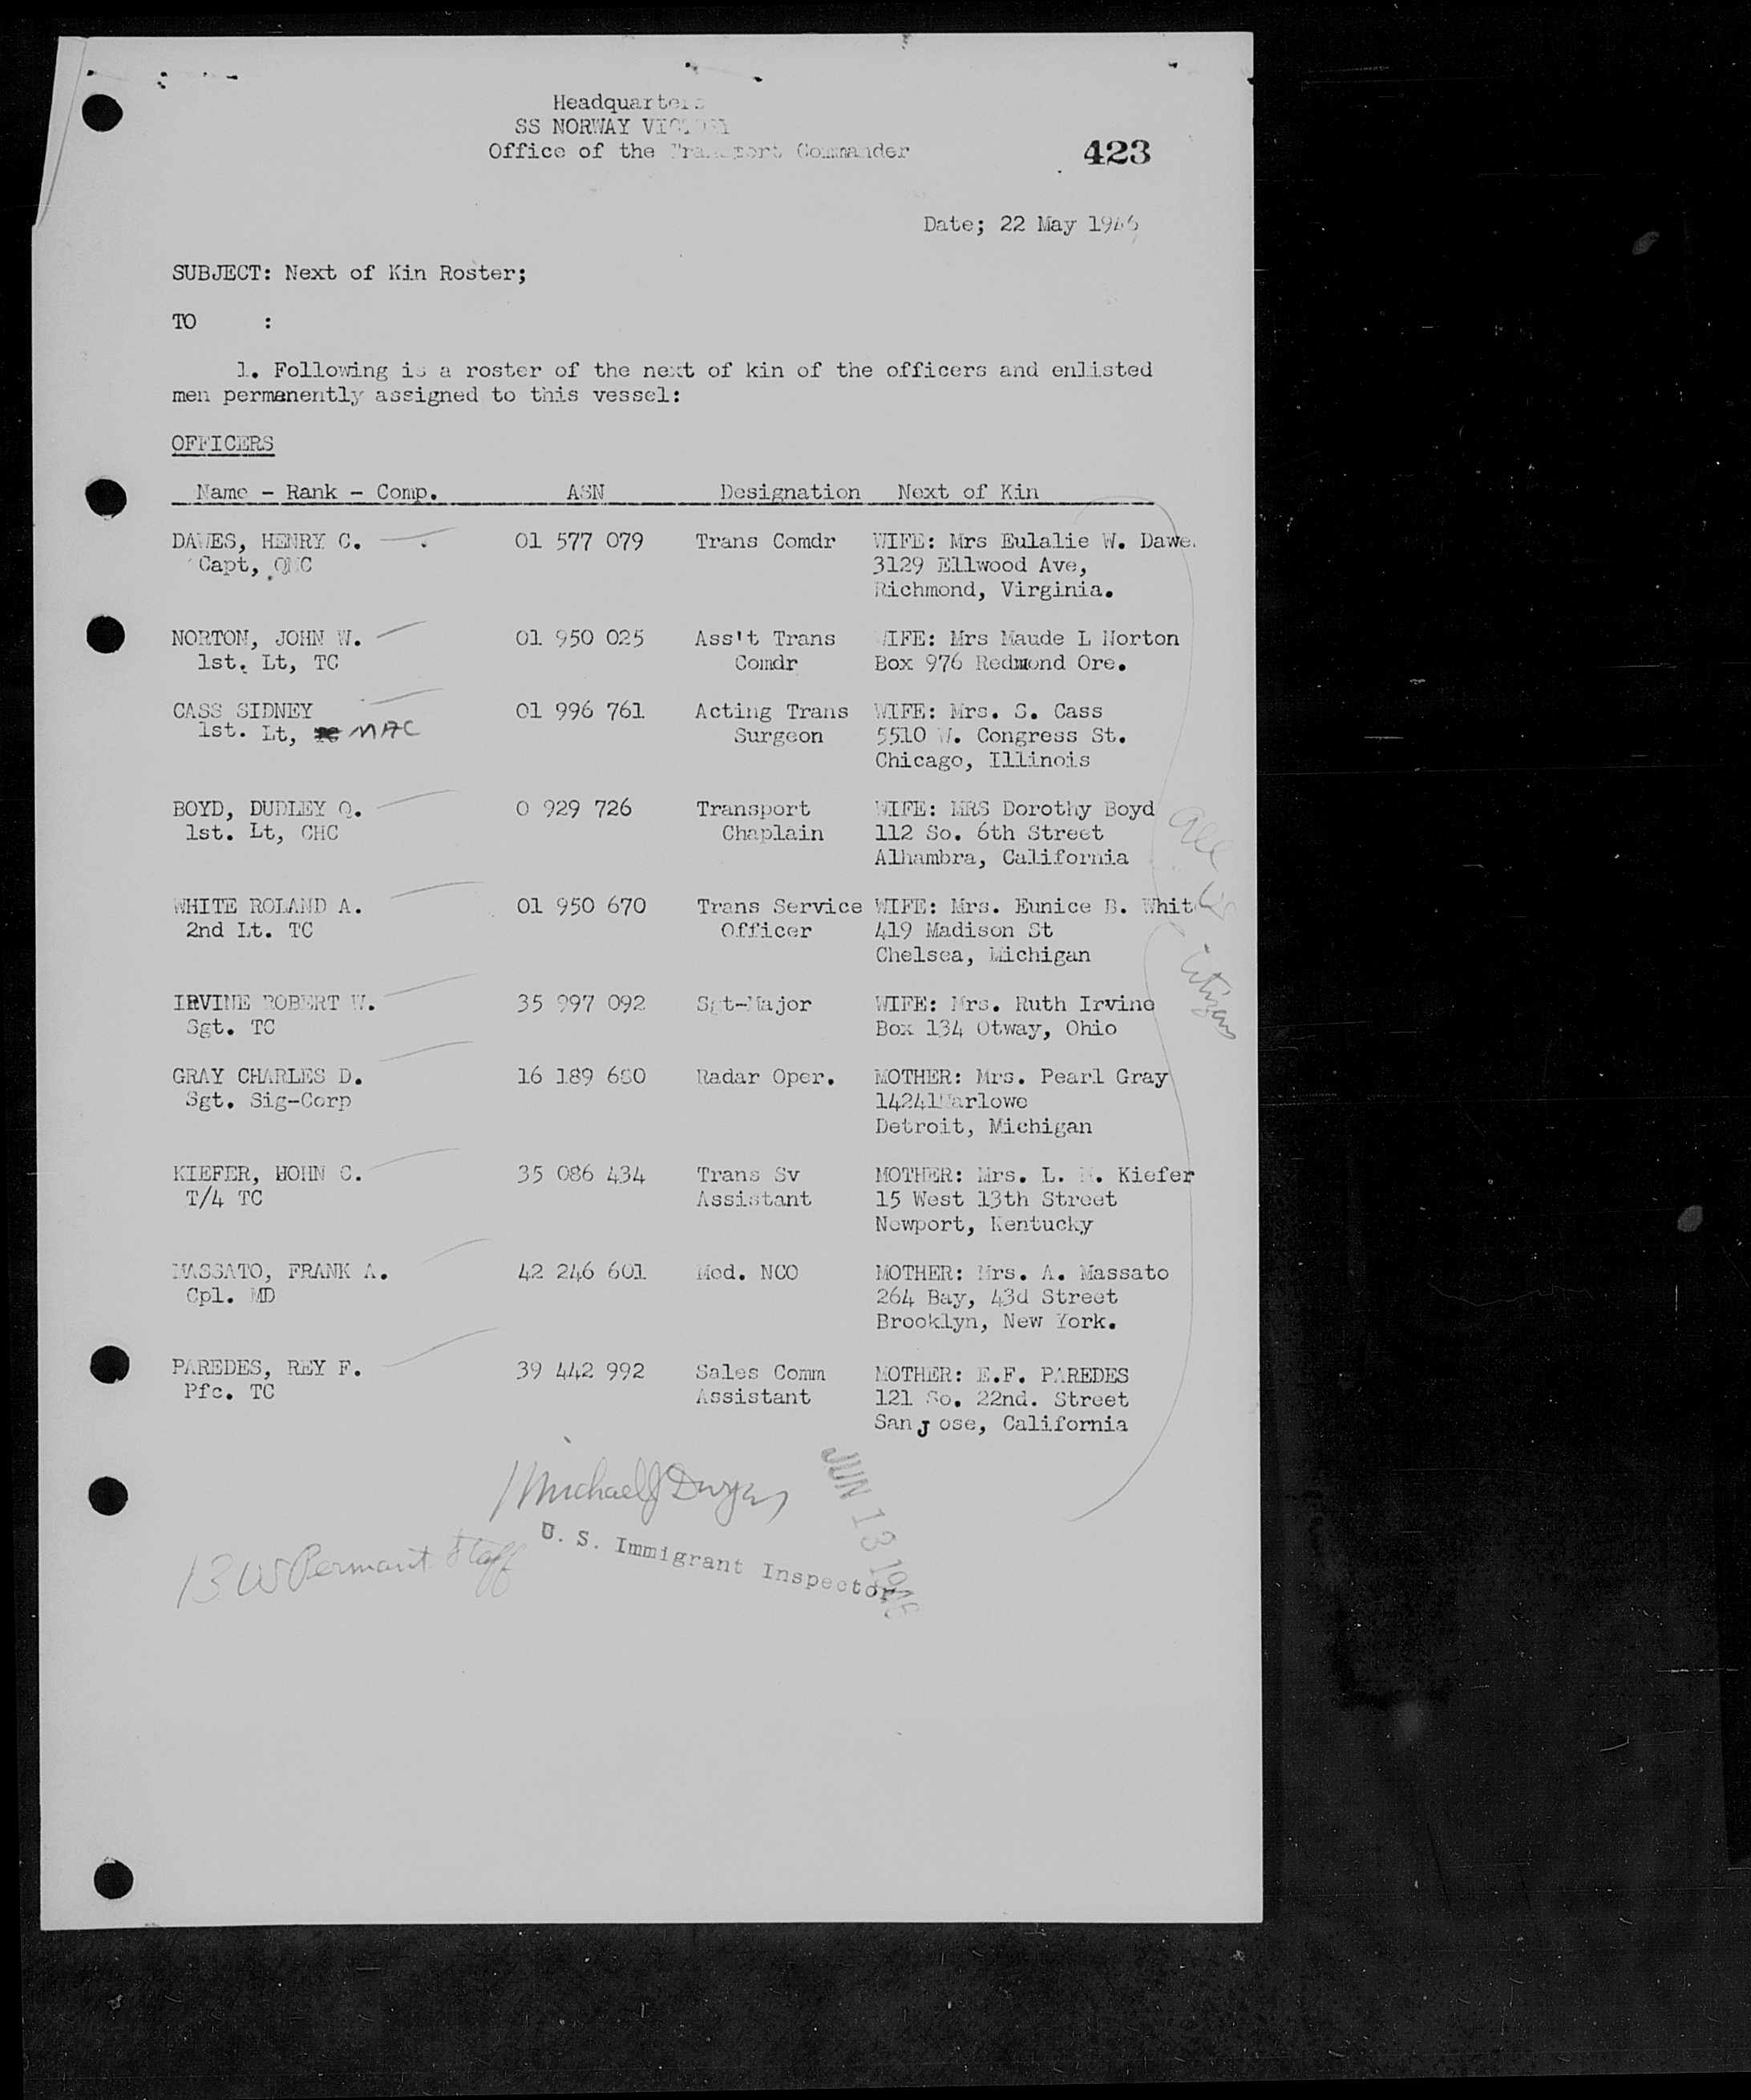 Headquarters
SS NORWAY VICTORY
Office of the Transport Commander
423
Date; 22 May 1946
SUBJECT: Next of Kin Roster;
TO :
1. Following is a roster of the next of kin of the officers and enlisted
men permanently assigned to this vessel:
OFFICERS
Name - Rank - Comp. ASN Designation Next of Kin
DAWES, HENRY C. 01 577 079 Trans Comdr WIFE: Mrs Eulalie W. Dawe
Capt, QMC 3129 Ellwood Ave,
Richmond, Virginia.
NORTON, JOHN W. 01 950 025 Ass't Trans WIFE: Mrs Maude L Norton
1st. Lt, TC Comdr Box 976 Redmond Ore.
CASS SIDNEY 01 996 761 Acting Trans WIFE: Mrs. S. Cass
1st. Lt, MAC Surgeon 5510 W. Congress St.
Chicago, Illinois
BOYD, DUDLEY Q. 0 929 726 Transport WIFE: MRS Dorothy Boyd
1st. Lt, CHC Chaplain 112 So. 6th Street
Alhambra, California
WHITE ROLAND A. 01 950 670 Trans Service WIFE: Mrs. Eunice B. Whit
2nd Lt. TC Officer 419 Madison St
Chelsea, Michigan
IRVINE ROBERT W. 35 997 092 Sgt-Major WIFE: Mrs. Ruth Irvine
Sgt. TC Box 134 Otway, Ohio
GRAY CHARLES D. 16 189 680 Radar Oper. MOTHER: Mrs. Pearl Gray
Sgt. Sig-Corp 14241 Marlowe
Detroit, Michigan
KIEFER, HOHN C. 35 086 434 Trans Sv MOTHER: Mrs. L. Kiefer
T/4 TC Assistant 15 West 13th Street
Newport, Kentucky
MASSATO, FRANK A. 42 246 601 Med. NCO MOTHER: Mrs. A. Massato
Cpl. MD 264 Bay, 43d Street
Brooklyn, New York.
PAREDES, REY F. 39 442 992 Sales Comm MOTHER: E.F. PAREDES
Pfc. TC Assistant 121 So. 22nd. Street
San Jose, California
All
US
Citizens
Michael J Dwyer
U. S. Immigrant Inspector
JUN 13 1946
13 US Permant Staff